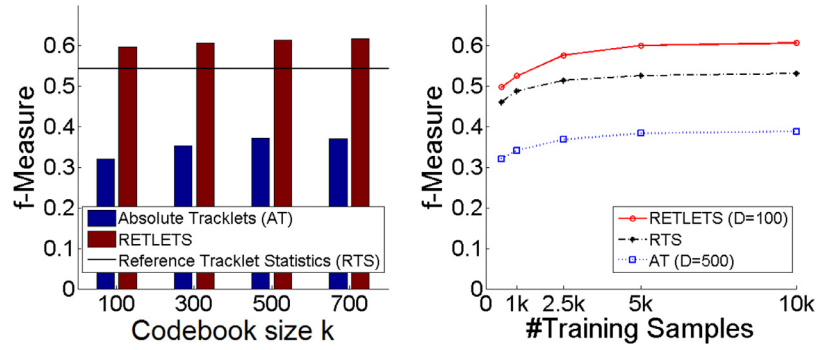 f-Measure
0.6
0.5
0.4
0.3
0.2
0.1
0
Absolute Tracklets (AT)
RETLETS
Reference Tracklet Statistics (RTS)
100 300 500 700
Codebook size k
f-Measure
0.6
0.5
0.4
0.3
0.2
0.1
0
RETLETS (D=100)
RTS
AT (D=500)
0 1k 2.5k 5k 10k
#Training Samples